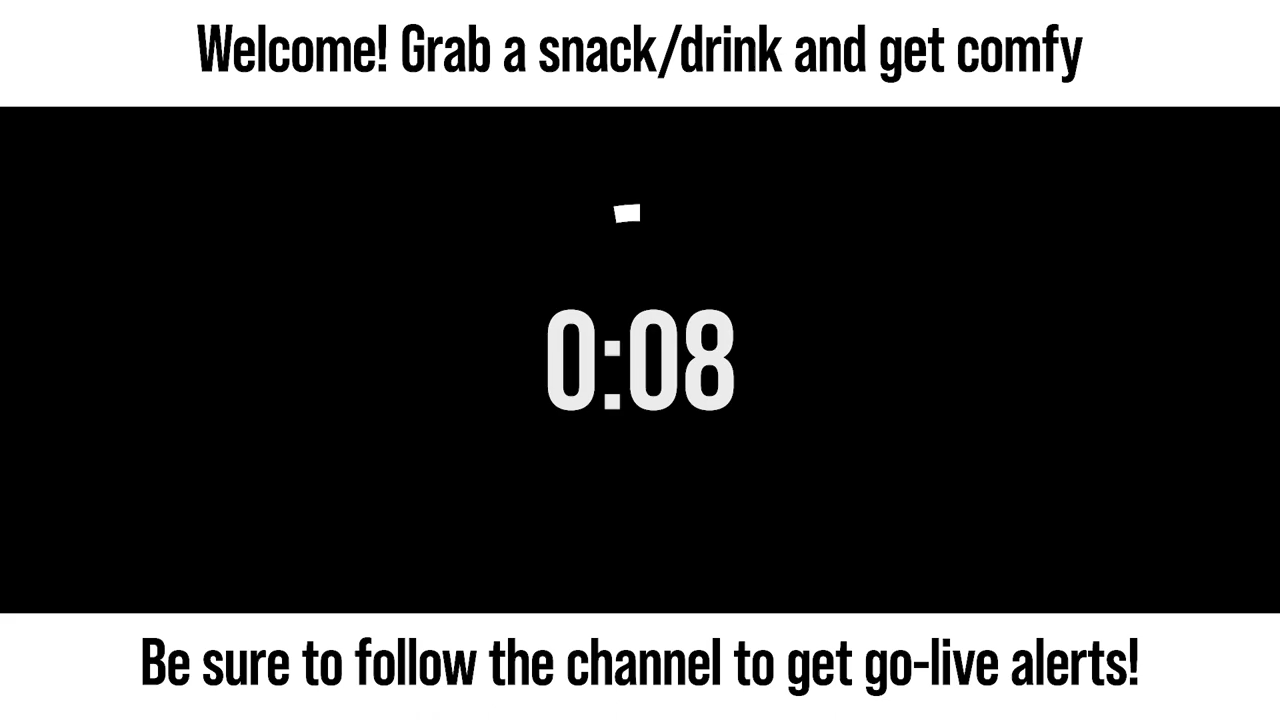 Welcome! Grab a snack/drink and get comfy
0:08
Be sure to follow the channel to get go-live alerts!